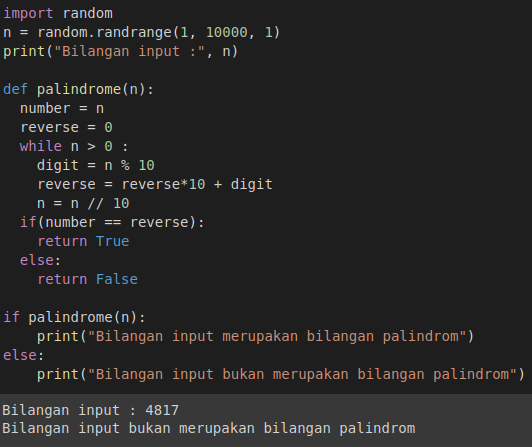 import random
n = random.randrange(1, 10000, 1)
print("Bilangan input :", n)

def palindrome(n):
  number = n
  reverse = 0
  while n > 0 :
    digit = n % 10
    reverse = reverse*10 + digit
    n = n // 10
  if(number == reverse):
    return True
  else:
    return False

if palindrome(n):
    print("Bilangan input merupakan bilangan palindrom")
else:
    print("Bilangan input bukan merupakan bilangan palindrom")
Bilangan input : 4817
Bilangan input bukan merupakan bilangan palindrom